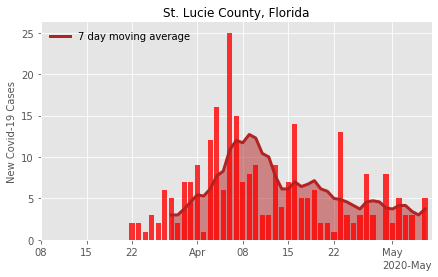 St. Lucie County, Florida
7 day moving average
New Covid-19 Cases
25
20
15
10
5
0
08 15 22 Apr 08 15 22 May
2020-May